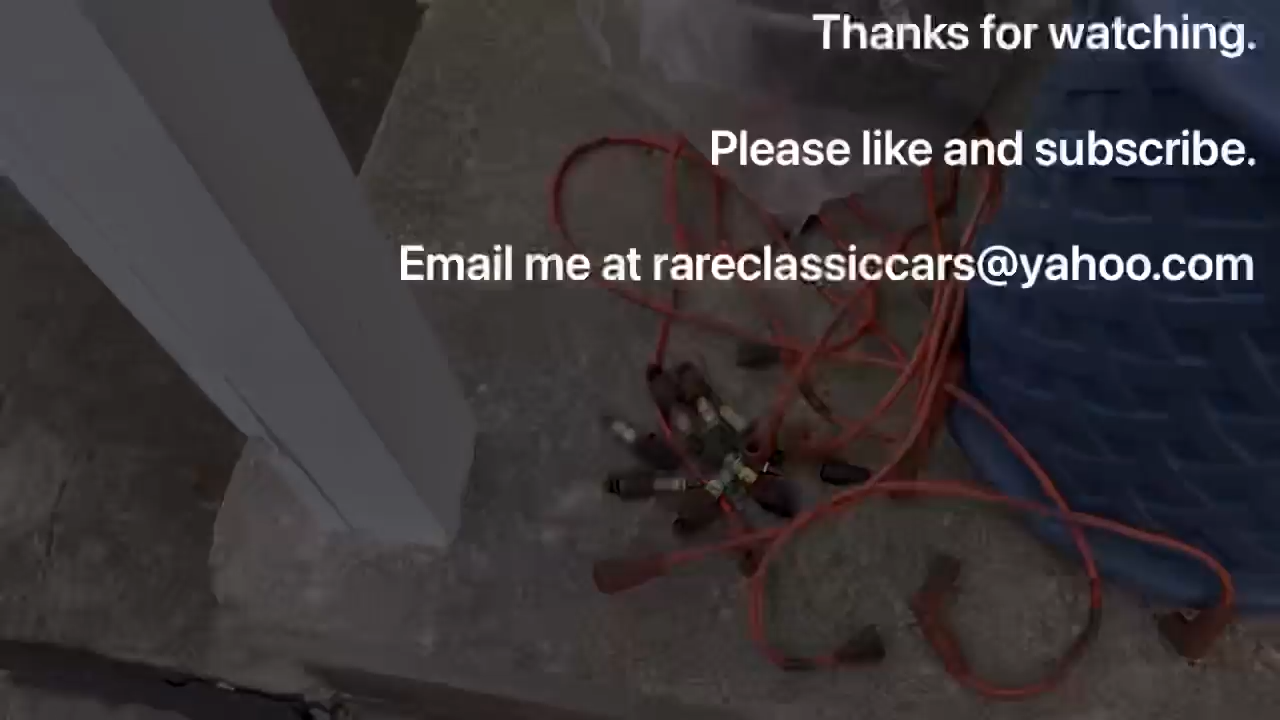 Thanks for watching.
Please like and subscribe.
Email me at rareclassiccars@yahoo.com